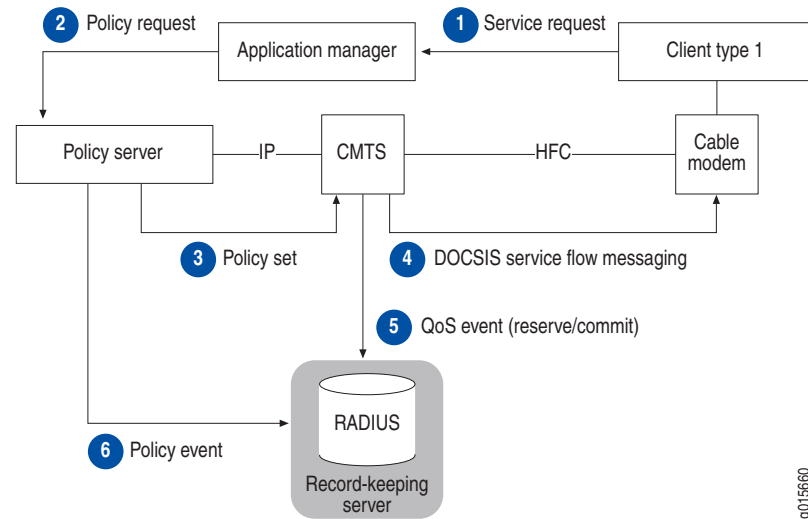 2 Policy request
1 Service request
Application manager
Client type 1
Policy server
IP
CMTS
HFC
Cable
modem
3 Policy set
4 DOCSIS service flow messaging
5 QoS event (reserve/commit)
RADIUS
6 Policy event
Record-keeping
server
g015660